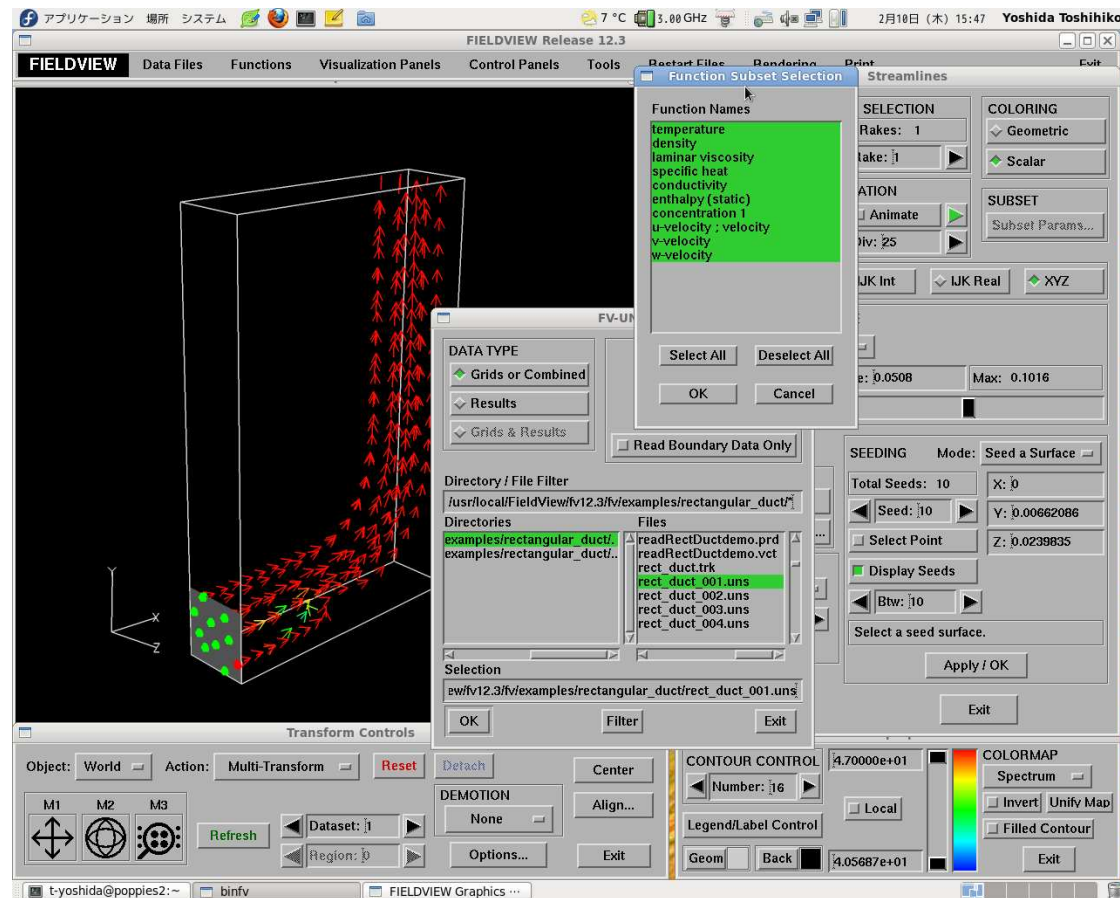 アプリケーション 場所 システム 7 °C 3.00 GHz 2月10日 (木) 15:47 Yoshida Toshihiko
FIELDVIEW Release 12.3
FIELDVIEW Data Files Functions Visualization Panels Control Panels Tools Restart Files Rendering Print Exit
Function Subset Selection
Function Names
temperature
density
laminar viscosity
specific heat
conductivity
enthalpy (static)
concentration 1
u-velocity ; velocity
v-velocity
w-velocity
Select All Deselect All
OK Cancel
Streamlines
SELECTION
Rakes: 1
1
COLORING
Geometric
Scalar
Animate
25
SUBSET
Subset Params...
IJK Int IJK Real XYZ
0.0508 Max: 0.1016
SEEDING Mode: Seed a Surface
Total Seeds: 10 X: 0
Seed: 10 Y: 0.00662086
Select Point Z: 0.0239835
Display Seeds
Btw: 10
Select a seed surface.
Apply / OK
Exit
FV-UN
DATA TYPE
Grids or Combined
Results
Grids & Results
Read Boundary Data Only
Directory / File Filter
/usr/local/FieldView/fv12.3/fv/examples/rectangular_duct/*
Directories
examples/rectangular_duct/.
examples/rectangular_duct/..
Files
readRectDuctdemo.prd
readRectDuctdemo.vct
rect_duct.trk
rect_duct_001.uns
rect_duct_002.uns
rect_duct_003.uns
rect_duct_004.uns
Selection
ew/fv12.3/fv/examples/rectangular_duct/rect_duct_001.uns
OK Filter Exit
Y
X
Z
Transform Controls
Object: World Action: Multi-Transform Reset Detach Center
M1 M2 M3
Refresh
Dataset: 1
Region: 0
DEMOTION
None
Options...
Align...
Exit
CONTOUR CONTROL
Number: 16
Legend/Label Control
Geom Back
4.70000e+01
Local
4.05687e+01
COLORMAP
Spectrum
Invert Unify Map
Filled Contour
Exit
t-yoshida@poppies2:~ binfv FIELDVIEW Graphics ...